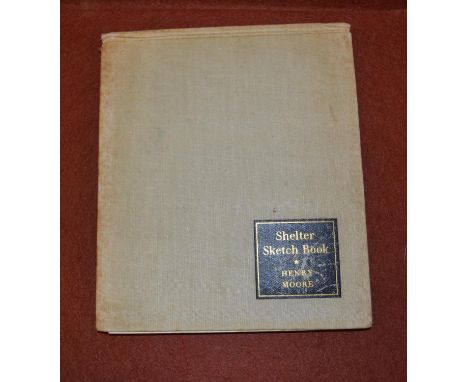 Shelter
Sketch Book
★
HENRY
MOORE